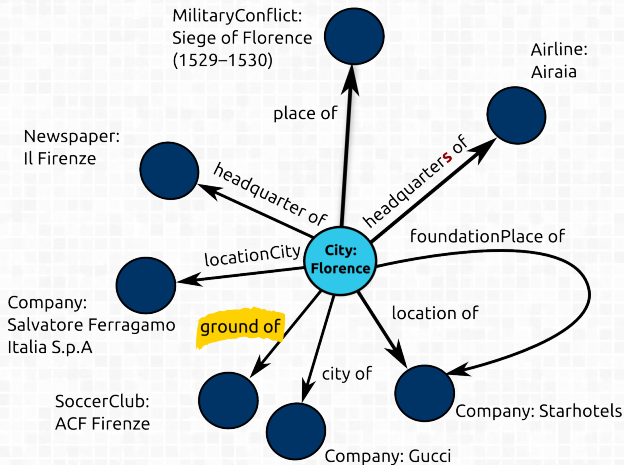 MilitaryConflict:
Siege of Florence
(1529–1530)
Airline:
Airaia
place of
Newspaper:
Il Firenze
headquarter of
headquarters of
foundationPlace of
locationCity
City:
Florence
Company:
Salvatore Ferragamo
Italia S.p.A
ground of
location of
city of
SoccerClub:
ACF Firenze
Company: Starhotels
Company: Gucci